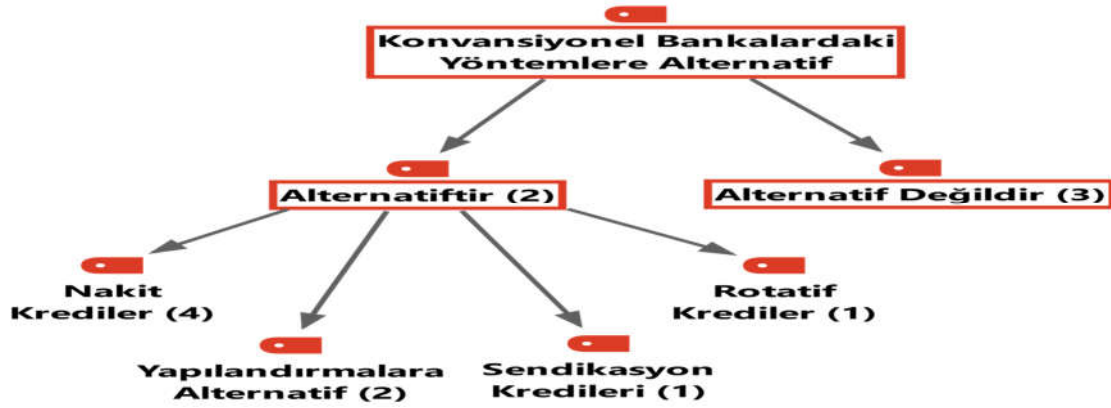 Konvansiyonel Bankalardaki
Yöntemlere Alternatif
Alternatiftir (2)
Alternatif Değildir (3)
Nakit
Krediler (4)
Rotatif
Krediler (1)
Yapılandırmalara
Alternatif (2)
Sendikasyon
Kredileri (1)